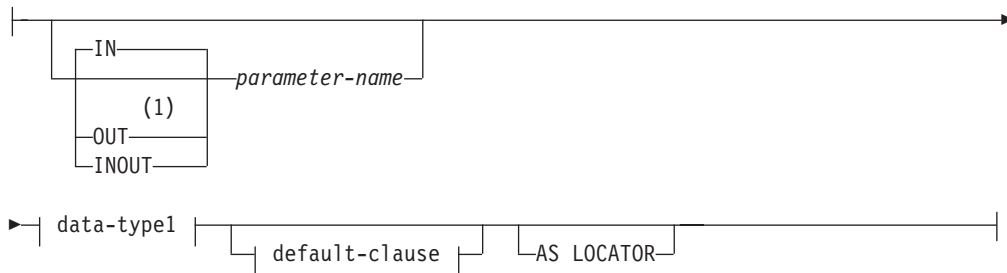 IN
parameter-name
(1)
OUT
INOUT
data-type1
default-clause
AS LOCATOR